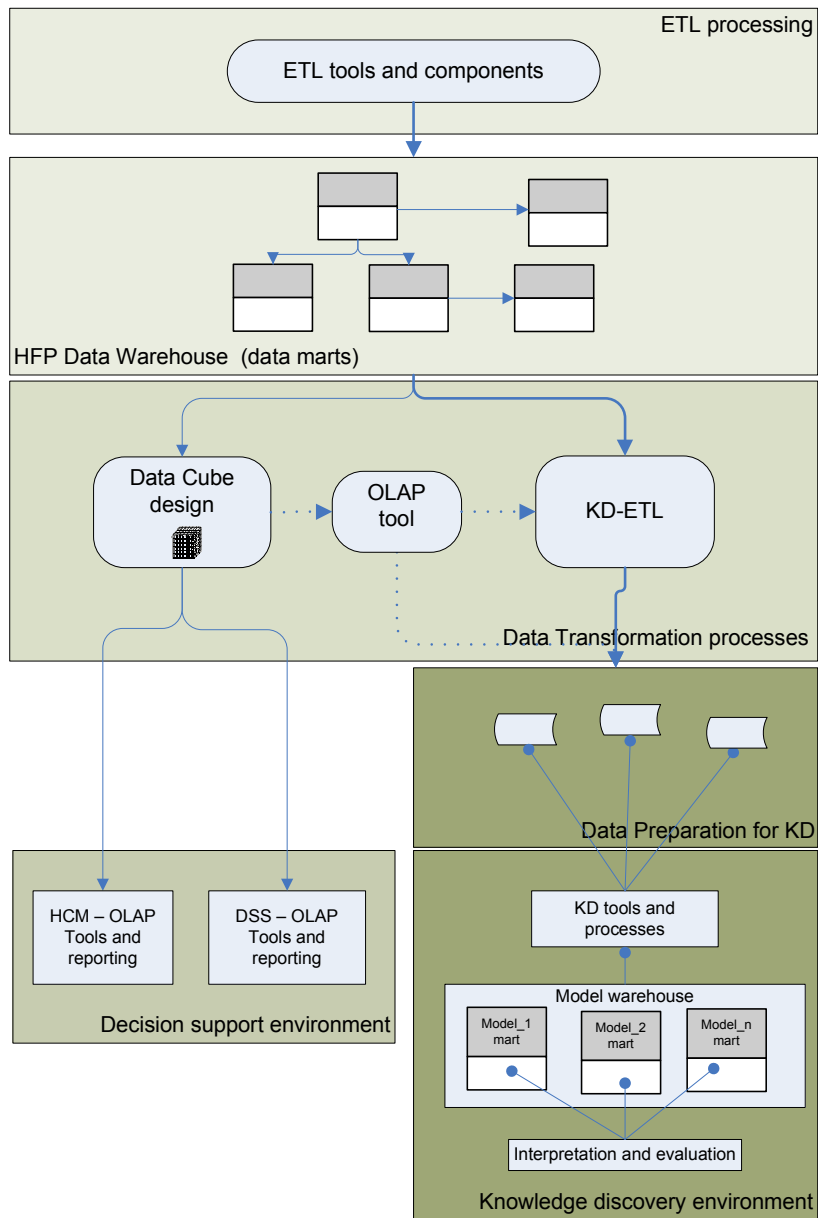 ETL processing
ETL tools and components
HFP Data Warehouse (data marts)
Data Cube
design
OLAP
tool
KD-ETL
Data Transformation processes
Data Preparation for KD
HCM – OLAP
Tools and
reporting
DSS – OLAP
Tools and
reporting
Decision support environment
KD tools and
processes
Model warehouse
Model_1
mart
Model_2
mart
Model_n
mart
Interpretation and evaluation
Knowledge discovery environment